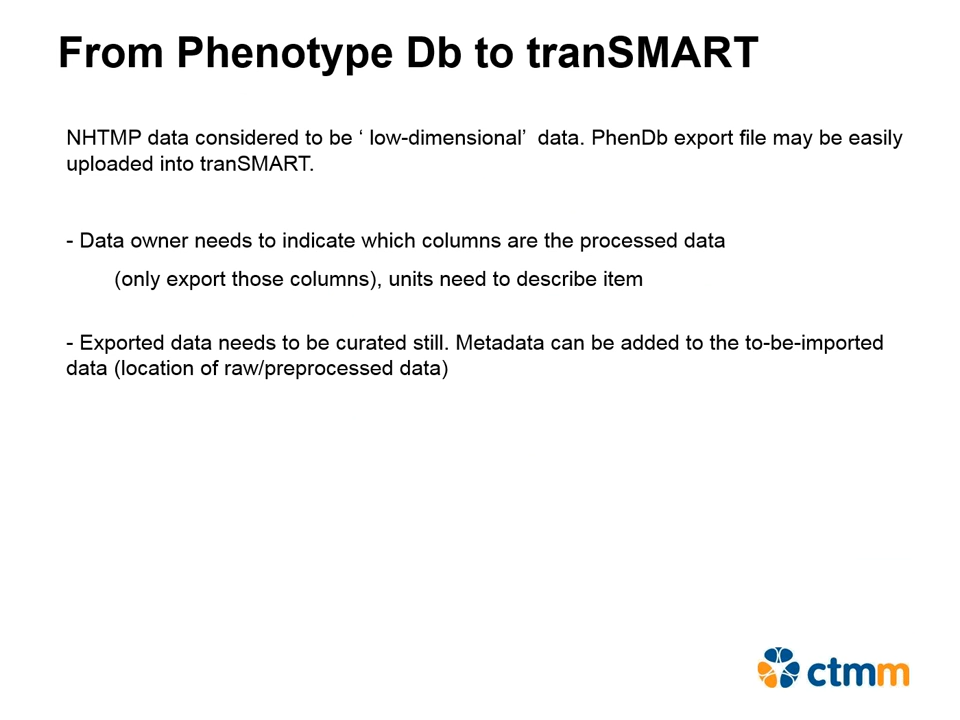 From Phenotype Db to tranSMART
NHTMP data considered to be ‘ low-dimensional’ data. PhenDb export file may be easily
uploaded into tranSMART.
- Data owner needs to indicate which columns are the processed data
(only export those columns), units need to describe item
- Exported data needs to be curated still. Metadata can be added to the to-be-imported
data (location of raw/preprocessed data)
ctmm